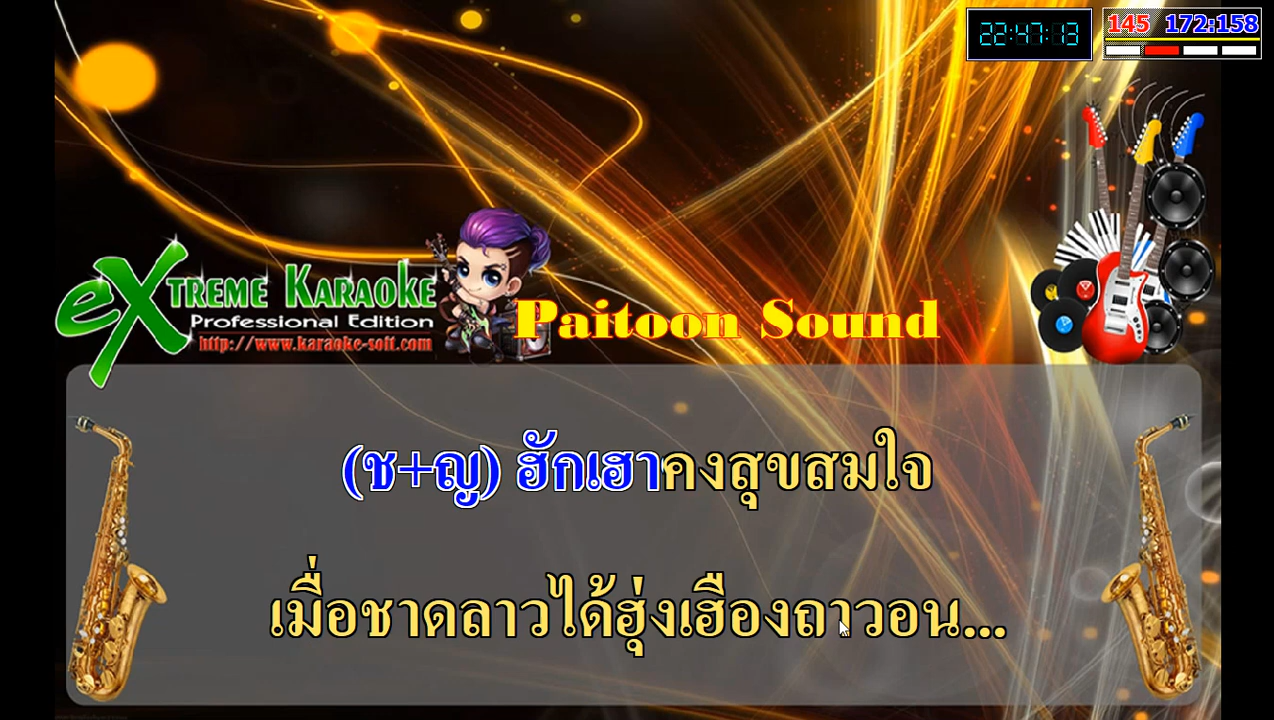 22:47:13
145 172:158
eXtreme Karaoke
Professional Edition
http://www.karaoke-soft.com
Paitoon Sound
(ช+ญ) ฮักเฮาคงสุขสมใจ
เมื่อชาดลาวได้ฮุ่งเฮืองถาวอน...